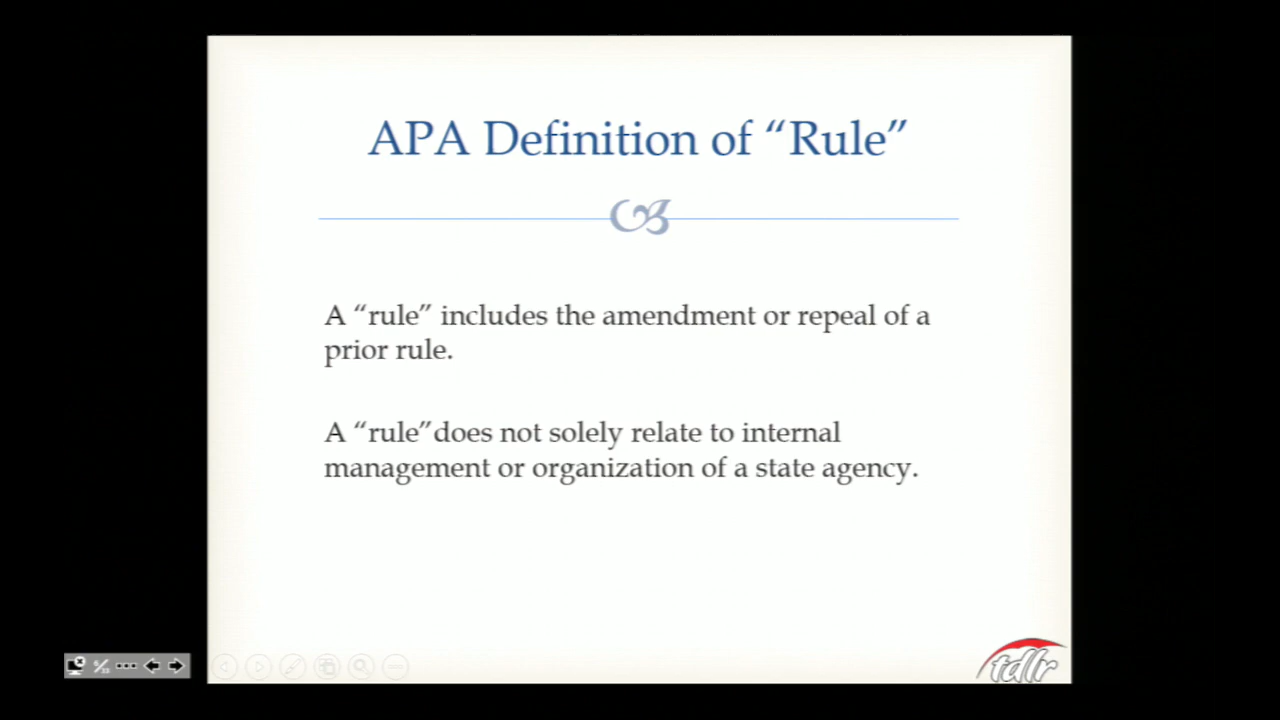 APA Definition of “Rule”
A “rule” includes the amendment or repeal of a
prior rule.
A “rule”does not solely relate to internal
management or organization of a state agency.
tdlr